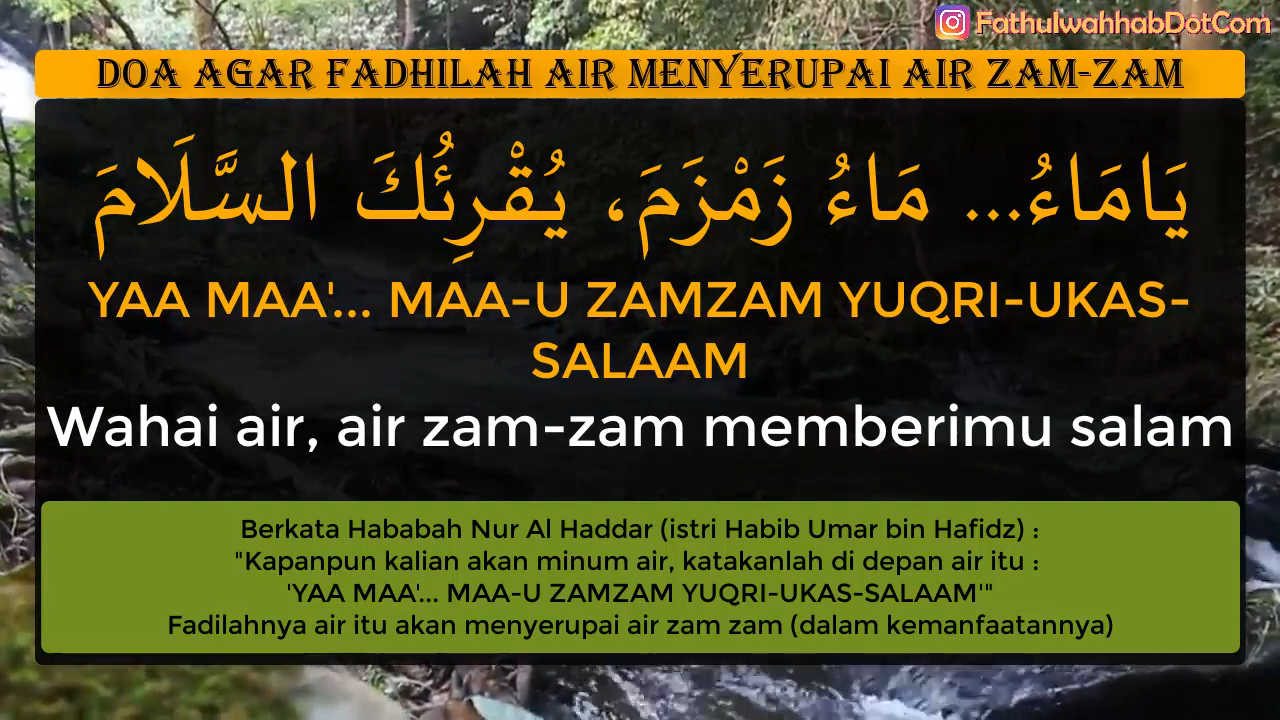 FathulwahhabDotCom
DOA AGAR FADHILAH AIR MENYERUPAI AIR ZAM-ZAM
يَامَاءُ... مَاءُ زَمْزَمَ، يُقْرِئُكَ السَّلَامَ
YAA MAA'... MAA-U ZAMZAM YUQRI-UKAS-
SALAAM
Wahai air, air zam-zam memberimu salam
Berkata Hababah Nur Al Haddar (istri Habib Umar bin Hafidz) :
"Kapanpun kalian akan minum air, katakanlah di depan air itu :
'YAA MAA'... MAA-U ZAMZAM YUQRI-UKAS-SALAAM'"
Fadilahnya air itu akan menyerupai air zam zam (dalam kemanfaatannya)